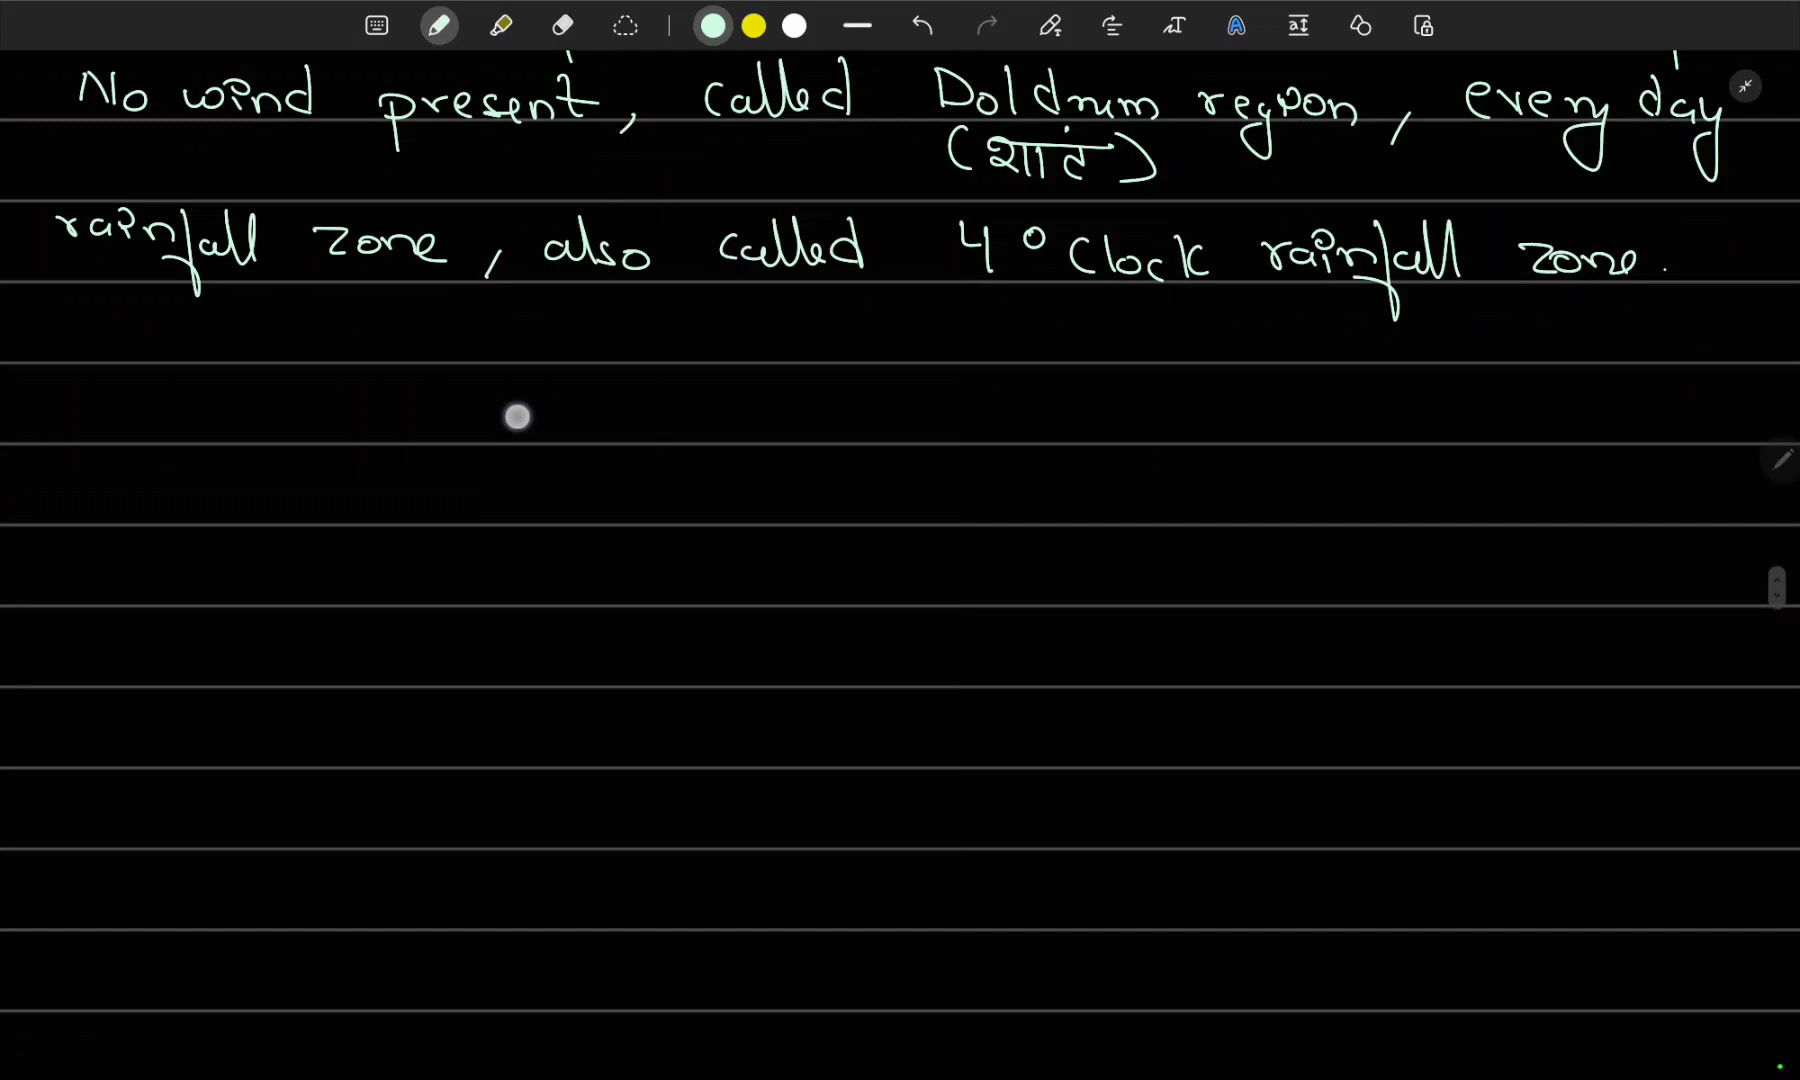 No wind present, called Doldrum region, every day
(शांत)
rainfall zone, also called 4° Clock rainfall zone.